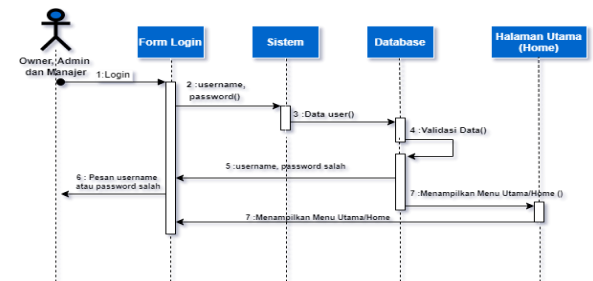 Form Login
Sistem
Database
Halaman Utama
(Home)
Owner, Admin
dan Manajer
1:Login
2 :username,
password()
3 :Data user()
4 :Validasi Data()
5 :username, password salah
6 : Pesan username
atau password salah
7 :Menampilkan Menu Utama/Home ()
7 :Menampilkan Menu Utama/Home